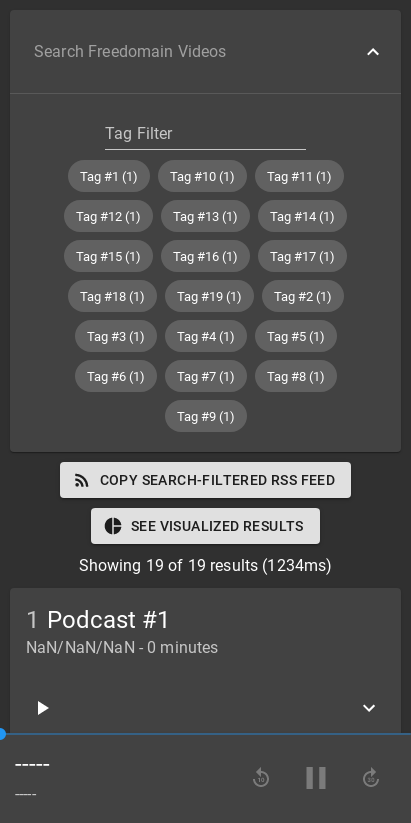 Search Freedomain Videos
Tag Filter
Tag #1 (1) Tag #10 (1) Tag #11 (1)
Tag #12 (1) Tag #13 (1) Tag #14 (1)
Tag #15 (1) Tag #16 (1) Tag #17 (1)
Tag #18 (1) Tag #19 (1) Tag #2 (1)
Tag #3 (1) Tag #4 (1) Tag #5 (1)
Tag #6 (1) Tag #7 (1) Tag #8 (1)
Tag #9 (1)
COPY SEARCH-FILTERED RSS FEED
SEE VISUALIZED RESULTS
Showing 19 of 19 results (1234ms)
1 Podcast #1
NaN/NaN/NaN - 0 minutes
-----
-----
10 10